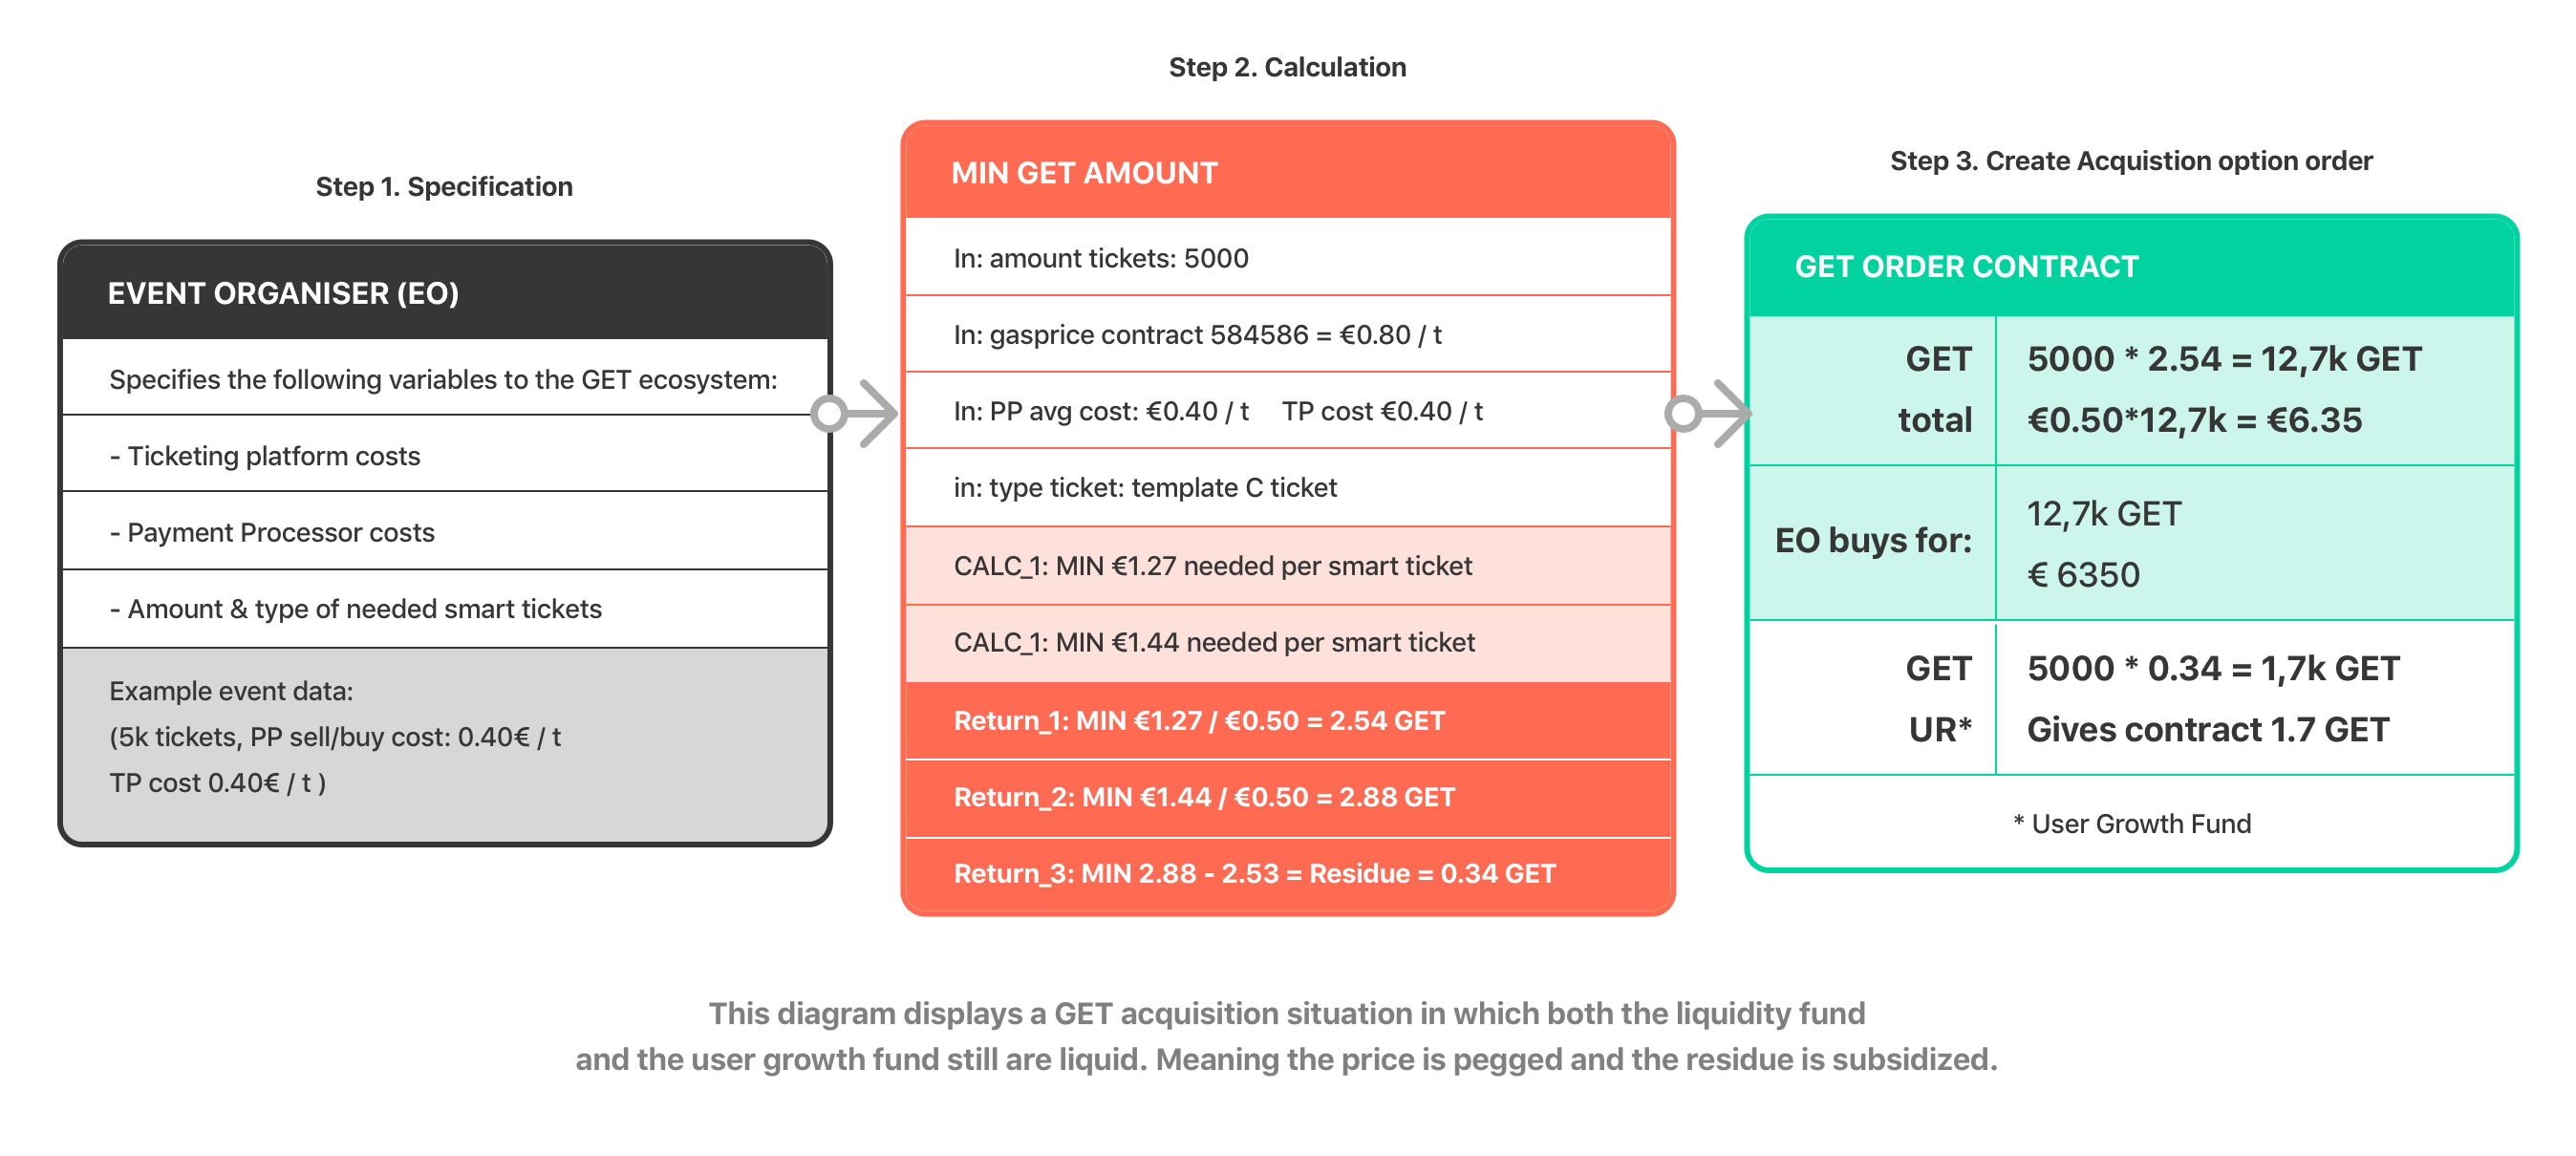 Step 1. Specification
EVENT ORGANISER (EO)
Specifies the following variables to the GET ecosystem:
- Ticketing platform costs
- Payment Processor costs
- Amount & type of needed smart tickets
Example event data:
(5k tickets, PP sell/buy cost: 0.40€ / t
TP cost 0.40€ / t )
Step 2. Calculation
MIN GET AMOUNT
In: amount tickets: 5000
In: gasprice contract 584586 = €0.80 / t
In: PP avg cost: €0.40 / t TP cost €0.40 / t
in: type ticket: template C ticket
CALC_1: MIN €1.27 needed per smart ticket
CALC_1: MIN €1.44 needed per smart ticket
Return_1: MIN €1.27 / €0.50 = 2.54 GET
Return_2: MIN €1.44 / €0.50 = 2.88 GET
Return_3: MIN 2.88 - 2.53 = Residue = 0.34 GET
Step 3. Create Acquistion option order
GET ORDER CONTRACT
GET 5000 * 2.54 = 12,7k GET
total €0.50*12,7k = €6.35
EO buys for:
12,7k GET
€ 6350
GET 5000 * 0.34 = 1,7k GET
UR* Gives contract 1.7 GET
* User Growth Fund
This diagram displays a GET acquisition situation in which both the liquidity fund
and the user growth fund still are liquid. Meaning the price is pegged and the residue is subsidized.